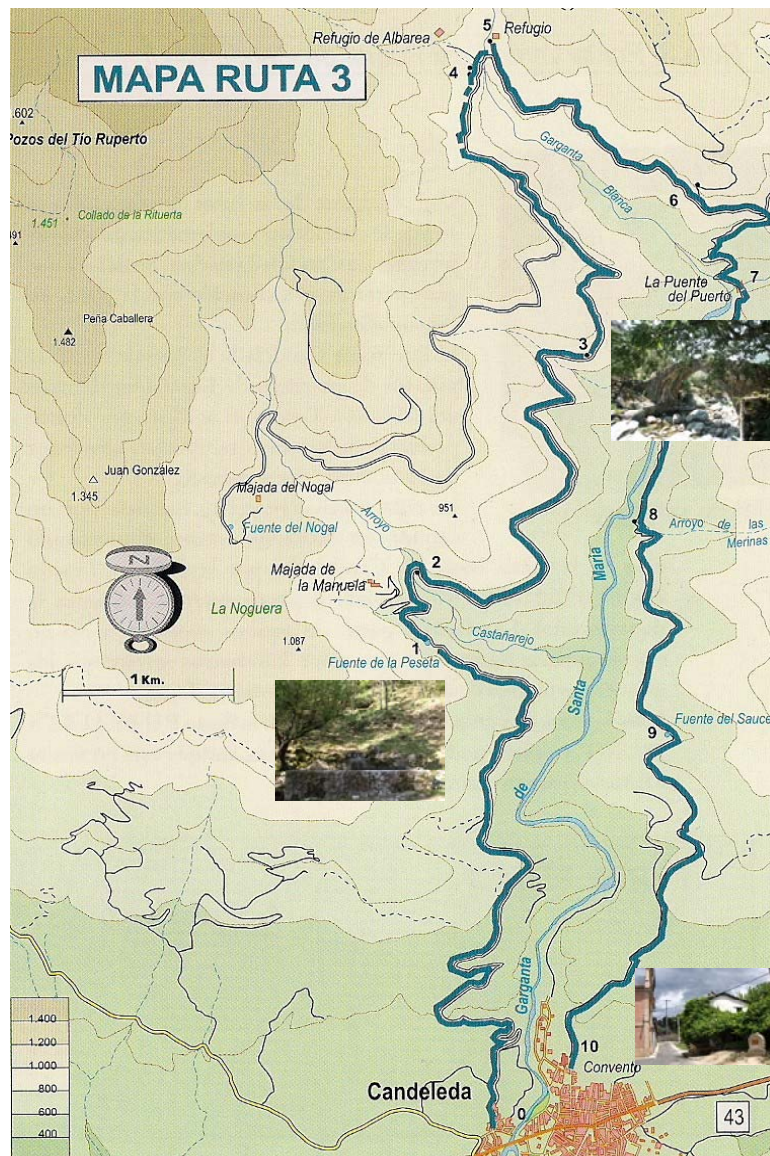 5
Refugio
Refugio de Albarea
4
MAPA RUTA 3
.602
Pozos del Tío Ruperto
Garganta
Blanca
6
Collado de la Rituerta
1.451
491
7
La Puente
del Puerto
Peña Caballera
1.482
3
Juan González
1.345
Majada del Nogal
951
Fuente del Nogal
Arroyo
8
Arroyo de las
Merinas
María
N
2
Majada de
la Manuela
La Noguera
Castañarejo
1.087
1
Fuente de la Peseta
1 Km.
Santa
9
Fuente del Sauce
de
Garganta
1.400
1.200
1.000
800
600
400
10
Convento
Candeleda
0
43